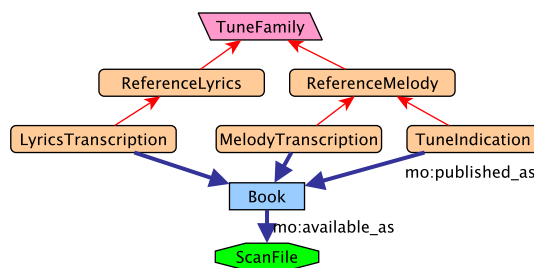 TuneFamily
ReferenceLyrics ReferenceMelody
LyricsTranscription MelodyTranscription TuneIndication
mo:published_as
Book
mo:available_as
ScanFile